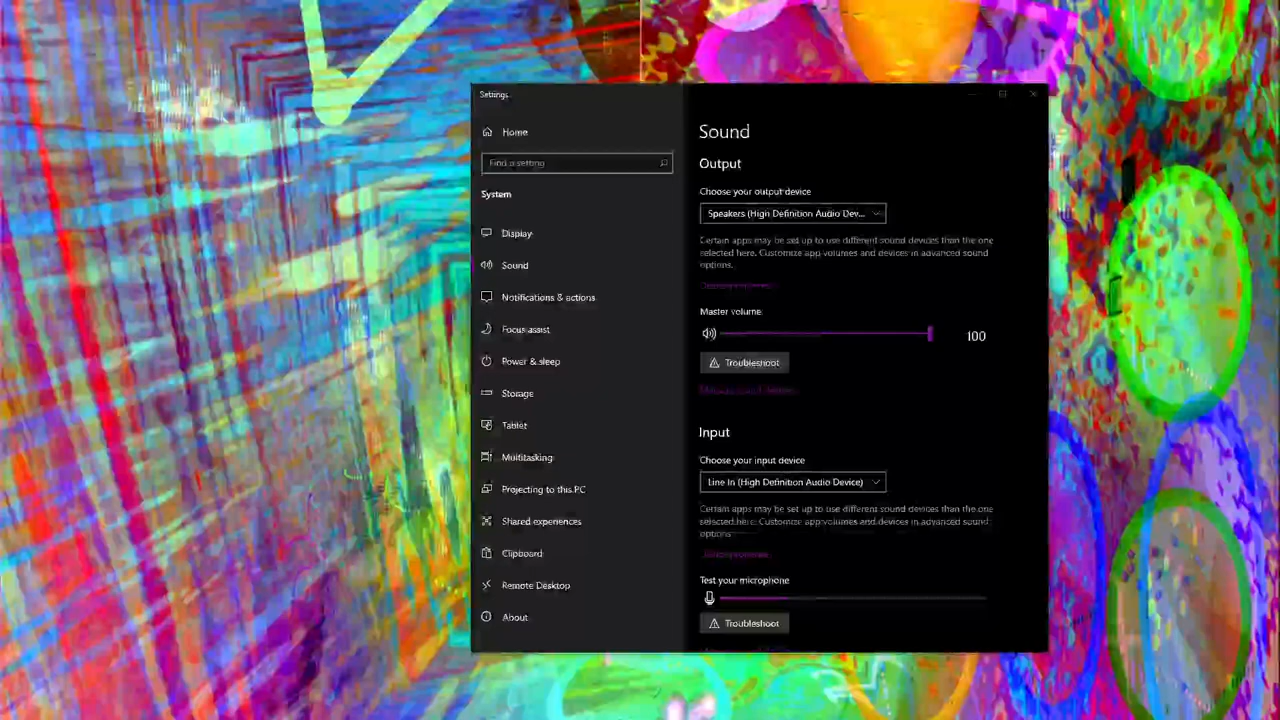 Settings
Home
Find a setting
System
Display
Sound
Notifications & actions
Focus assist
Power & sleep
Storage
Tablet
Multitasking
Projecting to this PC
Shared experiences
Clipboard
Remote Desktop
About
Sound
Output
Choose your output device
Speakers (High Definition Audio Dev...
Certain apps may be set up to use different sound devices than the one
selected here. Customize app volumes and devices in advanced sound
options.
Master volume
100
Troubleshoot
Input
Choose your input device
Line In (High Definition Audio Device)
Certain apps may be set up to use different sound devices than the one
selected here. Customize app volumes and devices in advanced sound
options
Test your microphone
Troubleshoot